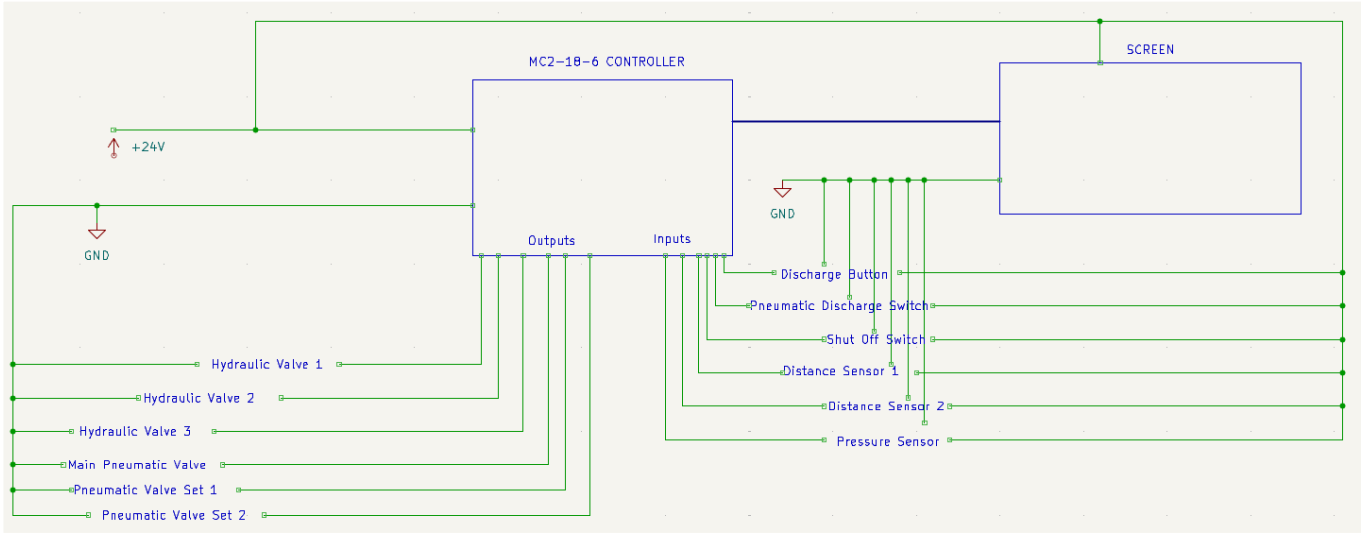 SCREEN
MC2-18-6 CONTROLLER
+24V
GND
GND
Outputs
Inputs
Discharge Button
Pneumatic Discharge Switch
Shut Off Switch
Hydraulic Valve 1
Distance Sensor 1
Hydraulic Valve 2
Distance Sensor 2
Hydraulic Valve 3
Pressure Sensor
Main Pneumatic Valve
Pneumatic Valve Set 1
Pneumatic Valve Set 2